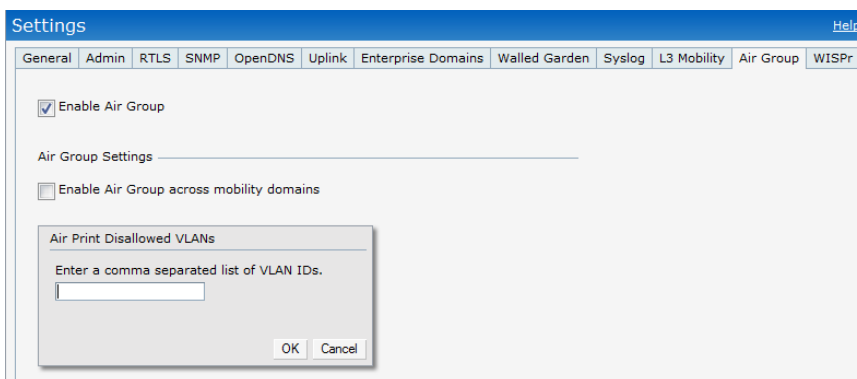 Settings
Help
General Admin RTLS SNMP OpenDNS Uplink Enterprise Domains Walled Garden Syslog L3 Mobility Air Group WISPr
Enable Air Group
Air Group Settings
Enable Air Group across mobility domains
Air Print Disallowed VLANs
Enter a comma separated list of VLAN IDs.
OK Cancel